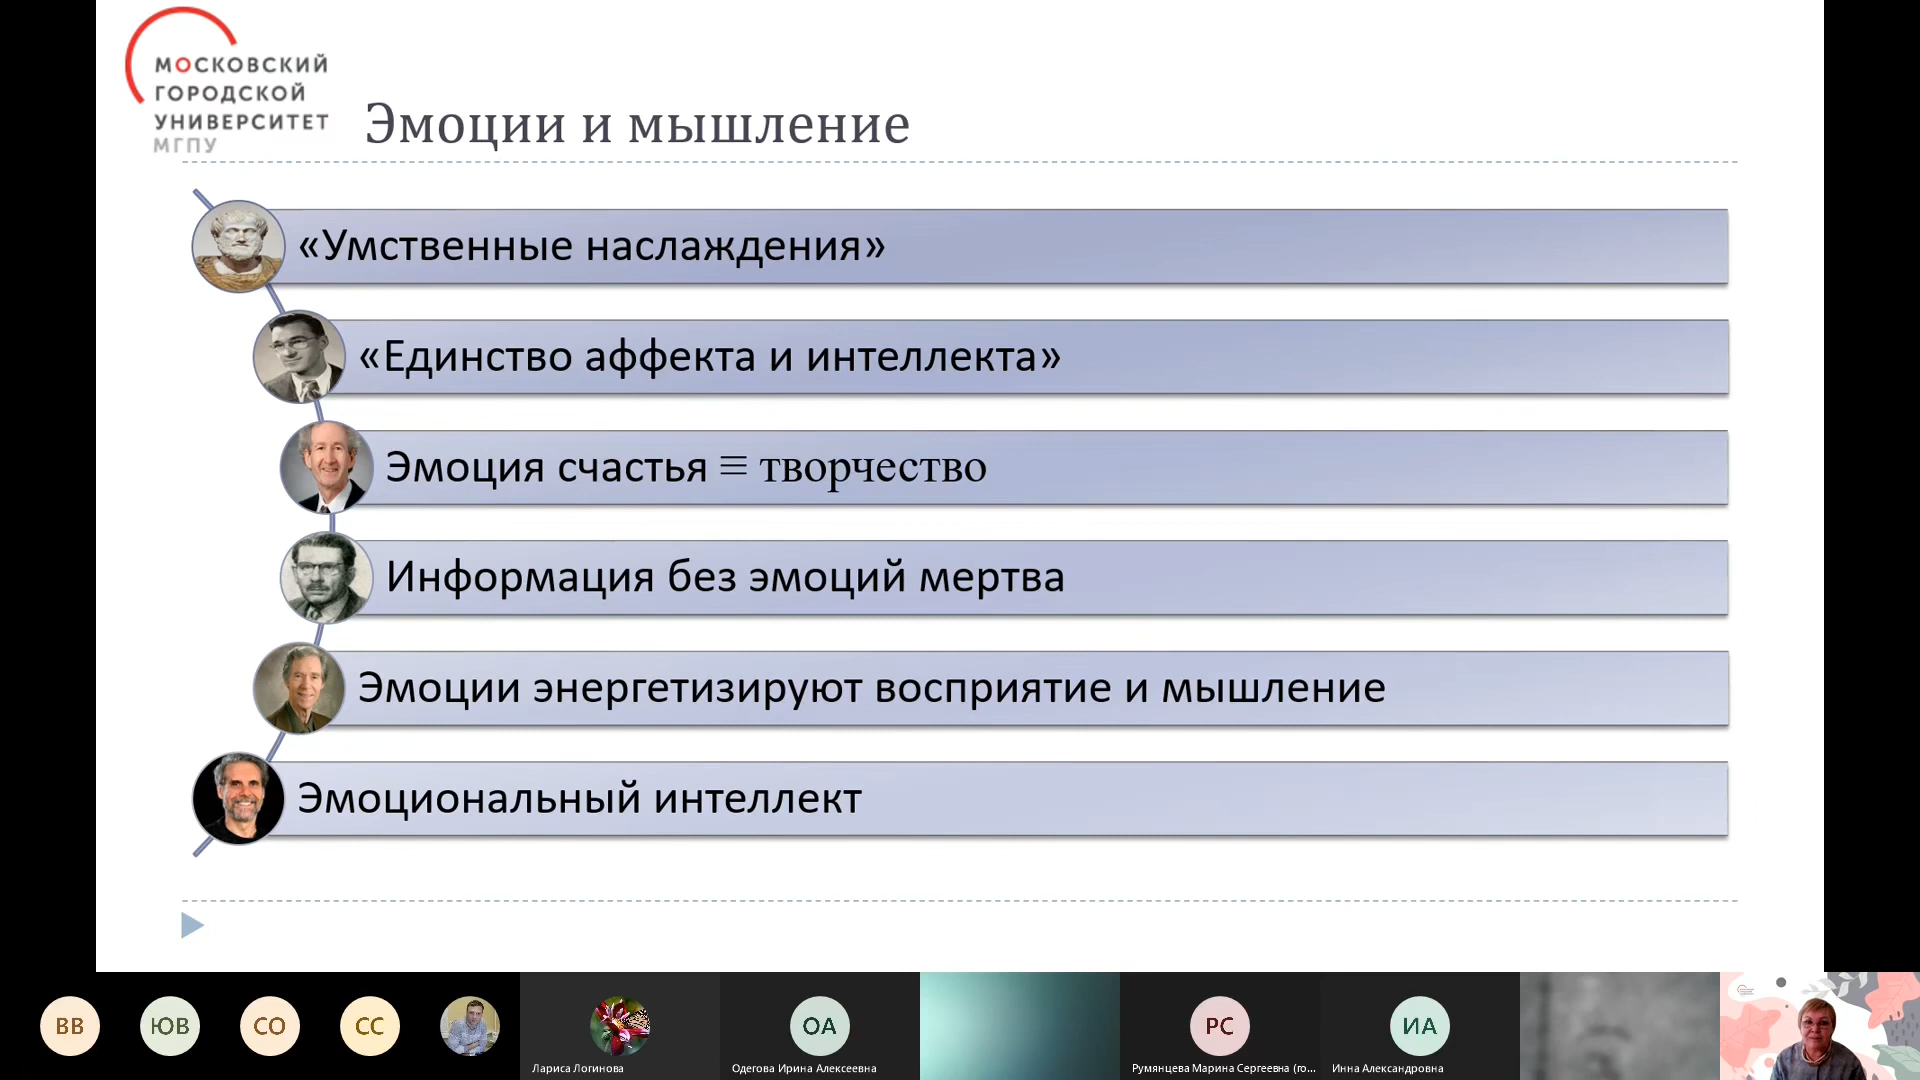 МОСКОВСКИЙ
ГОРОДСКОЙ
УНИВЕРСИТЕТ
МГПУ
Эмоции и мышление
«Умственные наслаждения»
«Единство аффекта и интеллекта»
Эмоция счастья ≡ творчество
Информация без эмоций мертва
Эмоции энергетизируют восприятие и мышление
Эмоциональный интеллект
ВВ
ЮВ
СО
СС
ОА
РС
ИА
Лариса Логинова
Одегова Ирина Алексеевна
Румянцева Марина Сергеевна (го...
Инна Александровна